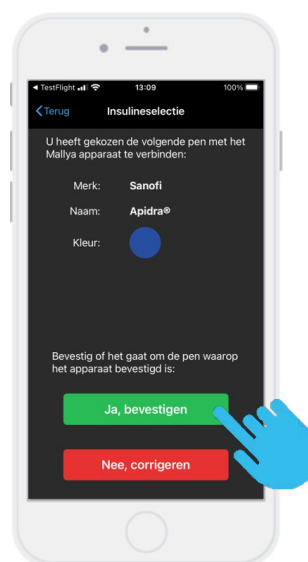 TestFlight 13:09 100%
Terug Insulineselectie
U heeft gekozen de volgende pen met het
Mallya apparaat te verbinden:
Merk: Sanofi
Naam: Apidra®
Kleur:
Bevestig of het gaat om de pen waarop
het apparaat bevestigd is:
Ja, bevestigen
Nee, corrigeren